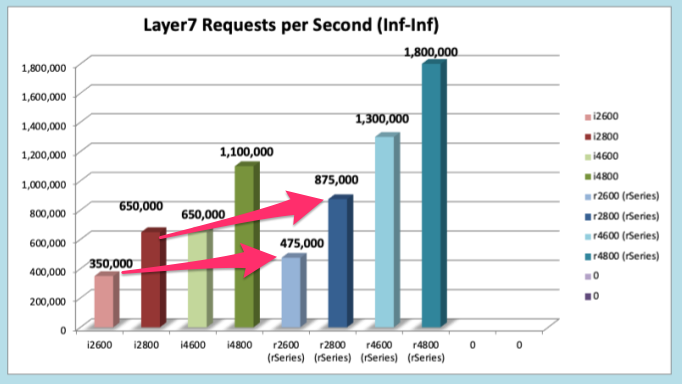 Layer7 Requests per Second (Inf-Inf)
1,800,000
1,800,000
1,600,000
1,400,000
1,300,000
1,200,000
1,100,000
1,000,000
875,000
800,000
650,000
650,000
600,000
475,000
400,000
350,000
200,000
0
i2600
i2800
i4600
i4800
r2600
(rSeries)
r2800
(rSeries)
r4600
(rSeries)
r4800
(rSeries)
0
0
i2600
i2800
i4600
i4800
r2600 (rSeries)
r2800 (rSeries)
r4600 (rSeries)
r4800 (rSeries)
0
0